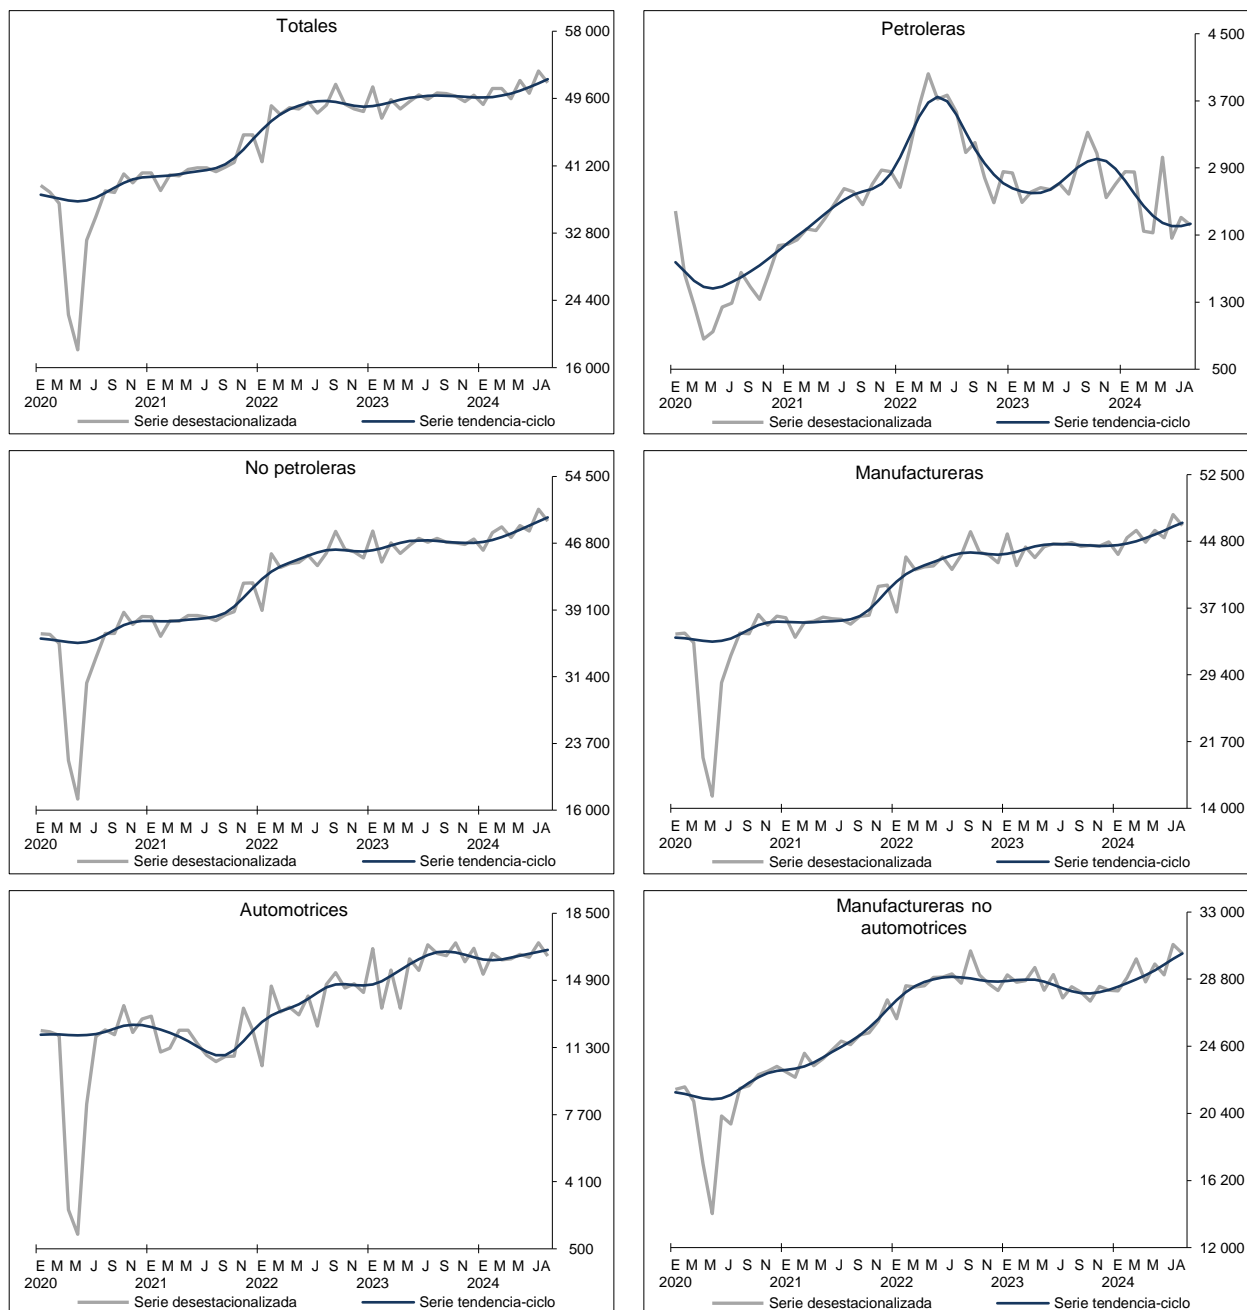 Totales
58 000
49 600
41 200
32 800
24 400
16 000
E M M J S N E M M J S N E M M J S N E M M J S N E M M JA
2020 2021 2022 2023 2024
Serie desestacionalizada Serie tendencia-ciclo
Petroleras
4 500
3 700
2 900
2 100
1 300
500
E M M J S N E M M J S N E M M J S N E M M J S N E M M JA
2020 2021 2022 2023 2024
Serie desestacionalizada Serie tendencia-ciclo
No petroleras
54 500
46 800
39 100
31 400
23 700
16 000
E M M J S N E M M J S N E M M J S N E M M J S N E M M JA
2020 2021 2022 2023 2024
Serie desestacionalizada Serie tendencia-ciclo
Manufactureras
52 500
44 800
37 100
29 400
21 700
14 000
E M M J S N E M M J S N E M M J S N E M M J S N E M M JA
2020 2021 2022 2023 2024
Serie desestacionalizada Serie tendencia-ciclo
Automotrices
18 500
14 900
11 300
7 700
4 100
500
E M M J S N E M M J S N E M M J S N E M M J S N E M M JA
2020 2021 2022 2023 2024
Serie desestacionalizada Serie tendencia-ciclo
Manufactureras no
automotrices
33 000
28 800
24 600
20 400
16 200
12 000
E M M J S N E M M J S N E M M J S N E M M J S N E M M JA
2020 2021 2022 2023 2024
Serie desestacionalizada Serie tendencia-ciclo